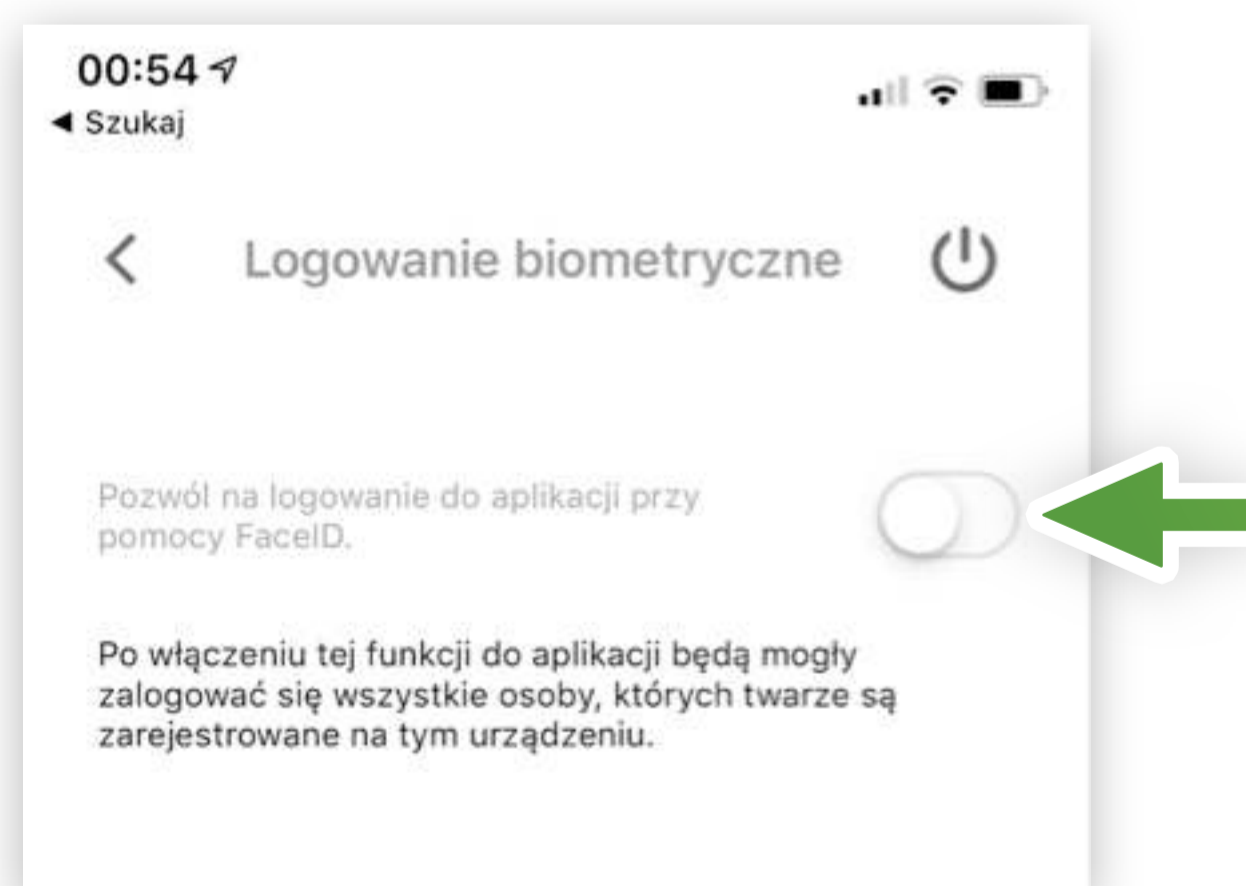 00:54
Szukaj
Logowanie biometryczne
Pozwól na logowanie do aplikacji przy
pomocy FaceID.
Po włączeniu tej funkcji do aplikacji będą mogły
zalogować się wszystkie osoby, których twarze są
zarejestrowane na tym urządzeniu.